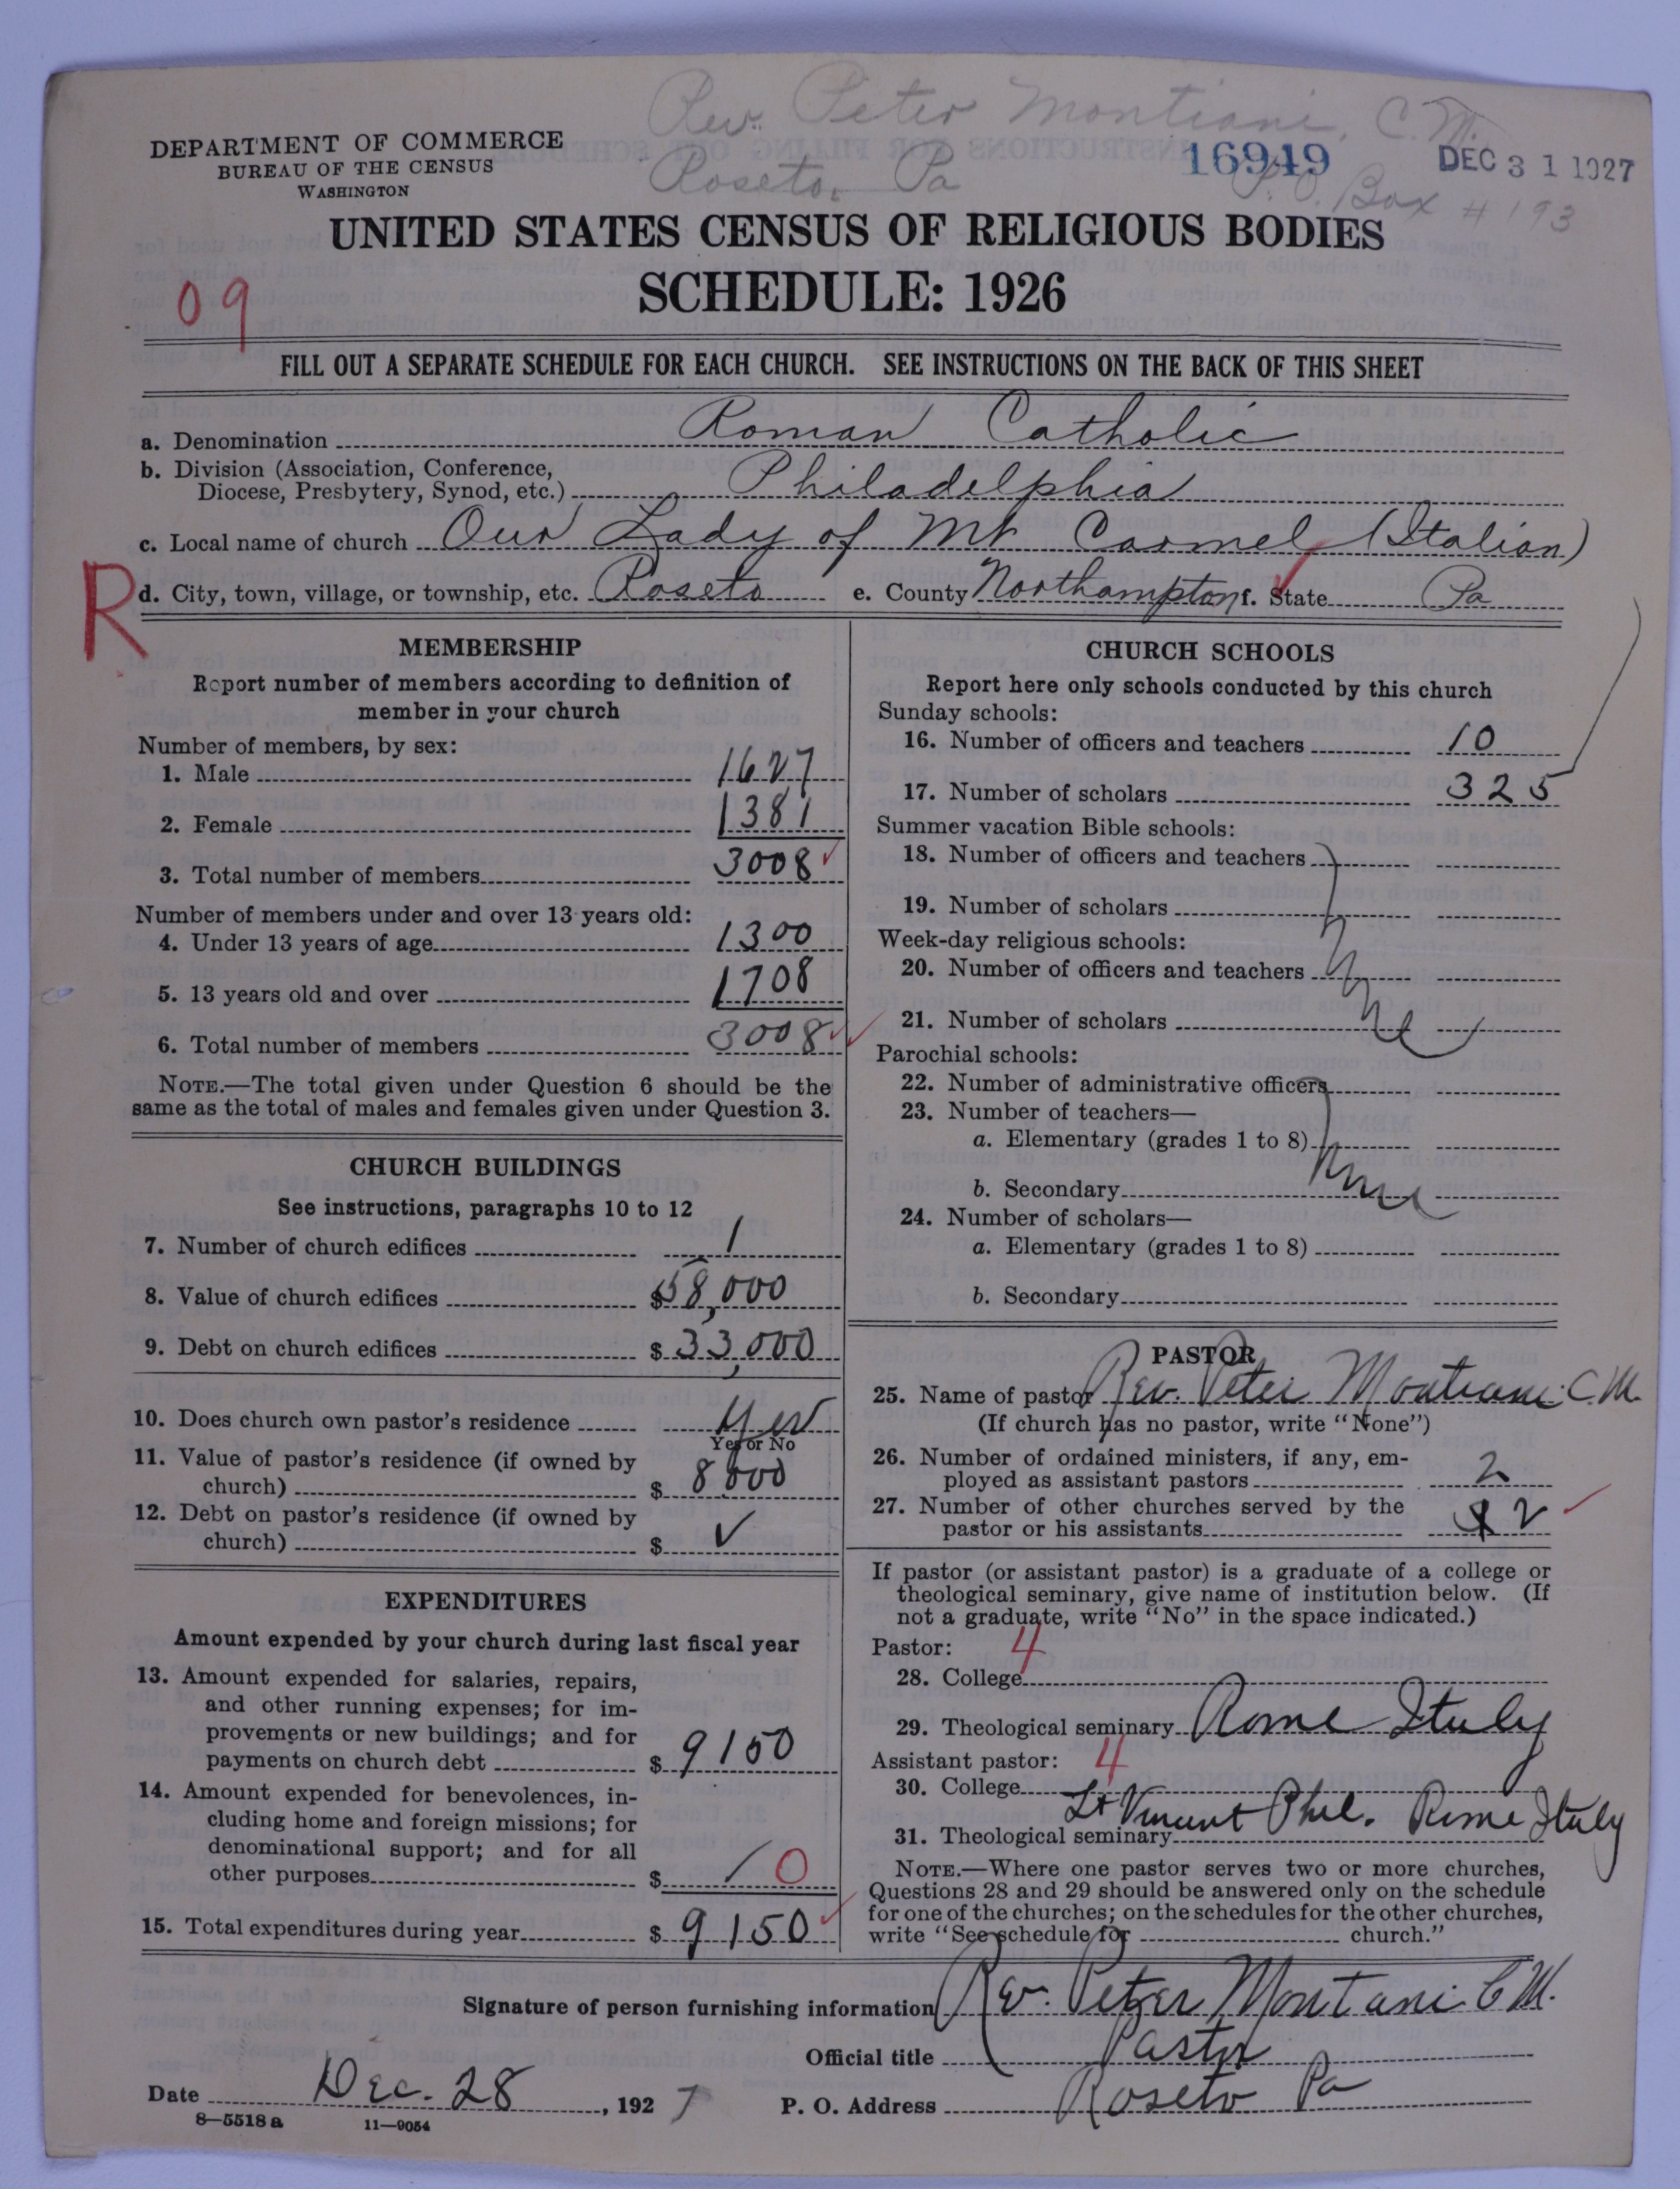 Rev. Peter Montiani, C.M.
Roseto, Pa
P.O. Box #193
DEPARTMENT OF COMMERCE
BUREAU OF THE CENSUS
WASHINGTON
16949
DEC 31 1927
UNITED STATES CENSUS OF RELIGIOUS BODIES
SCHEDULE: 1926
09
FILL OUT A SEPARATE SCHEDULE FOR EACH CHURCH. SEE INSTRUCTIONS ON THE BACK OF THIS SHEET
a. Denomination Roman Catholic
b. Division (Association, Conference,
Diocese, Presbytery, Synod, etc.) Philadelphia
c. Local name of church Our Lady of Mt Carmel (Italian)
R
d. City, town, village, or township, etc. Roseto e. County Northampton f. State Pa
MEMBERSHIP
Report number of members according to definition of
member in your church
Number of members, by sex:
1. Male 1627
2. Female 1381
3. Total number of members 3008
Number of members under and over 13 years old:
4. Under 13 years of age 1300
5. 13 years old and over 1708
6. Total number of members 3008
NOTE.—The total given under Question 6 should be the
same as the total of males and females given under Question 3.
CHURCH BUILDINGS
See instructions, paragraphs 10 to 12
7. Number of church edifices 1
8. Value of church edifices $58,000
9. Debt on church edifices $33,000
10. Does church own pastor's residence Yes
Yes or No
11. Value of pastor's residence (if owned by
church) $8000
12. Debt on pastor's residence (if owned by
church) $ ✓
EXPENDITURES
Amount expended by your church during last fiscal year
13. Amount expended for salaries, repairs,
and other running expenses; for im-
provements or new buildings; and for
payments on church debt $9150
14. Amount expended for benevolences, in-
cluding home and foreign missions; for
denominational support; and for all
other purposes $ / 0
15. Total expenditures during year $9150
CHURCH SCHOOLS
Report here only schools conducted by this church
Sunday schools:
16. Number of officers and teachers 10
17. Number of scholars 325
Summer vacation Bible schools:
18. Number of officers and teachers
19. Number of scholars
Week-day religious schools:
20. Number of officers and teachers
21. Number of scholars
Parochial schools:
22. Number of administrative officers
23. Number of teachers—
a. Elementary (grades 1 to 8)
b. Secondary
24. Number of scholars—
a. Elementary (grades 1 to 8)
b. Secondary
PASTOR
25. Name of pastor Rev. Peter Montiani C.M.
(If church has no pastor, write "None")
26. Number of ordained ministers, if any, em-
ployed as assistant pastors 2
27. Number of other churches served by the
pastor or his assistants 2
If pastor (or assistant pastor) is a graduate of a college or
theological seminary, give name of institution below. (If
not a graduate, write "No" in the space indicated.)
Pastor: 4
28. College
29. Theological seminary Rome Italy
Assistant pastor: 4
30. College
St Vincent Phil. Rome Italy
31. Theological seminary
NOTE.—Where one pastor serves two or more churches,
Questions 28 and 29 should be answered only on the schedule
for one of the churches; on the schedules for the other churches,
write "See schedule for church."
Signature of person furnishing information Rev. Peter Montiani C.M.
Official title Pastor
Date Dec. 28, 1927
P. O. Address Roseto Pa
8—5518a 11—9054